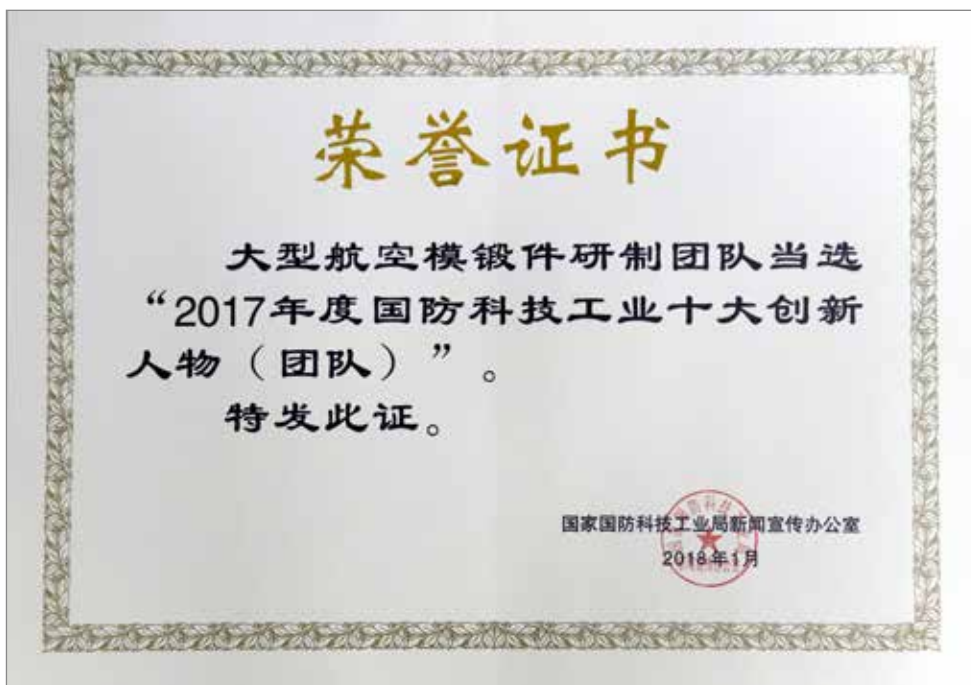 荣誉证书
大型航空模锻件研制团队当选
“2017年度国防科技工业十大创新
人物（团队）”。
特发此证。
国家国防科技工业局新闻宣传办公室
2018年1月